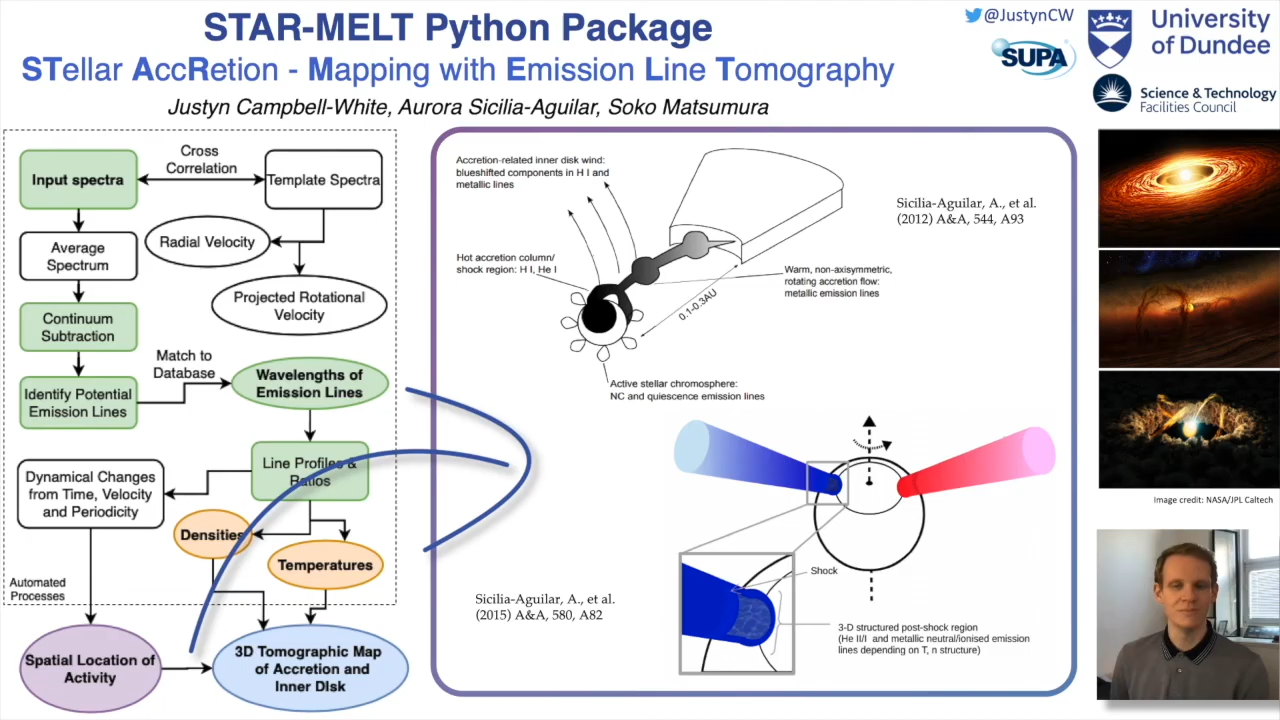 STAR-MELT Python Package
STellar AccRetion - Mapping with Emission Line Tomography
Justyn Campbell-White, Aurora Sicilia-Aguilar, Soko Matsumura
@JustynCW
SUPA
University
of Dundee
Science & Technology
Facilities Council
Input spectra
Cross
Correlation
Template Spectra
Average
Spectrum
Radial Velocity
Projected Rotational
Velocity
Continuum
Subtraction
Match to
Database
Identify Potential
Emission Lines
Wavelengths of
Emission Lines
Line Profiles &
Ratios
Dynamical Changes
from Time, Velocity
and Periodicity
Densities
Temperatures
Automated
Processes
Spatial Location of
Activity
3D Tomographic Map
of Accretion and
Inner DIsk
Accretion-related inner disk wind:
blueshifted components in H I and
metallic lines
Sicilia-Aguilar, A., et al.
(2012) A&A, 544, A93
Hot accretion column/
shock region: H I, He I
Warm, non-axisymmetric,
rotating accretion flow:
metallic emission lines
0.1-0.3AU
Active stellar chromosphere:
NC and quiescence emission lines
Shock
Sicilia-Aguilar, A., et al.
(2015) A&A, 580, A82
3-D structured post-shock region
(He II/I and metallic neutral/ionised emission
lines depending on T, n structure)
Image credit: NASA/JPL Caltech